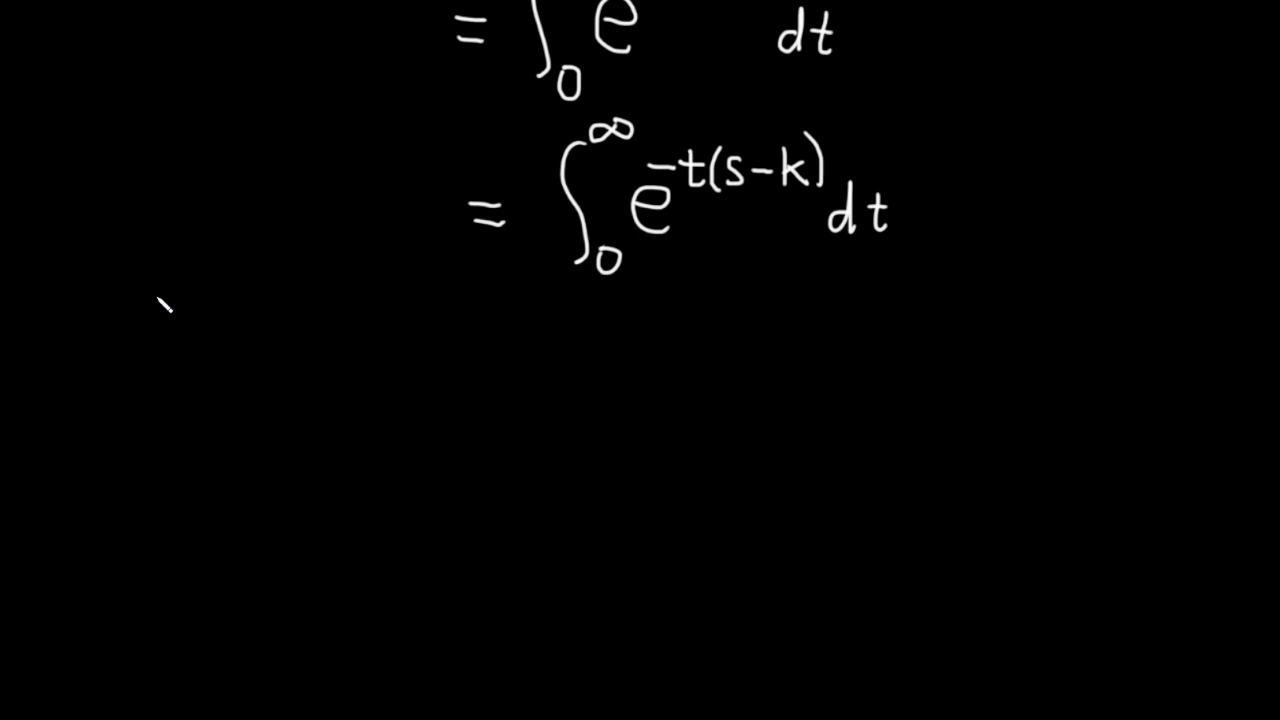 = ∫₀ e dt
= ∫₀^∞ e^{-t(s-k)} dt